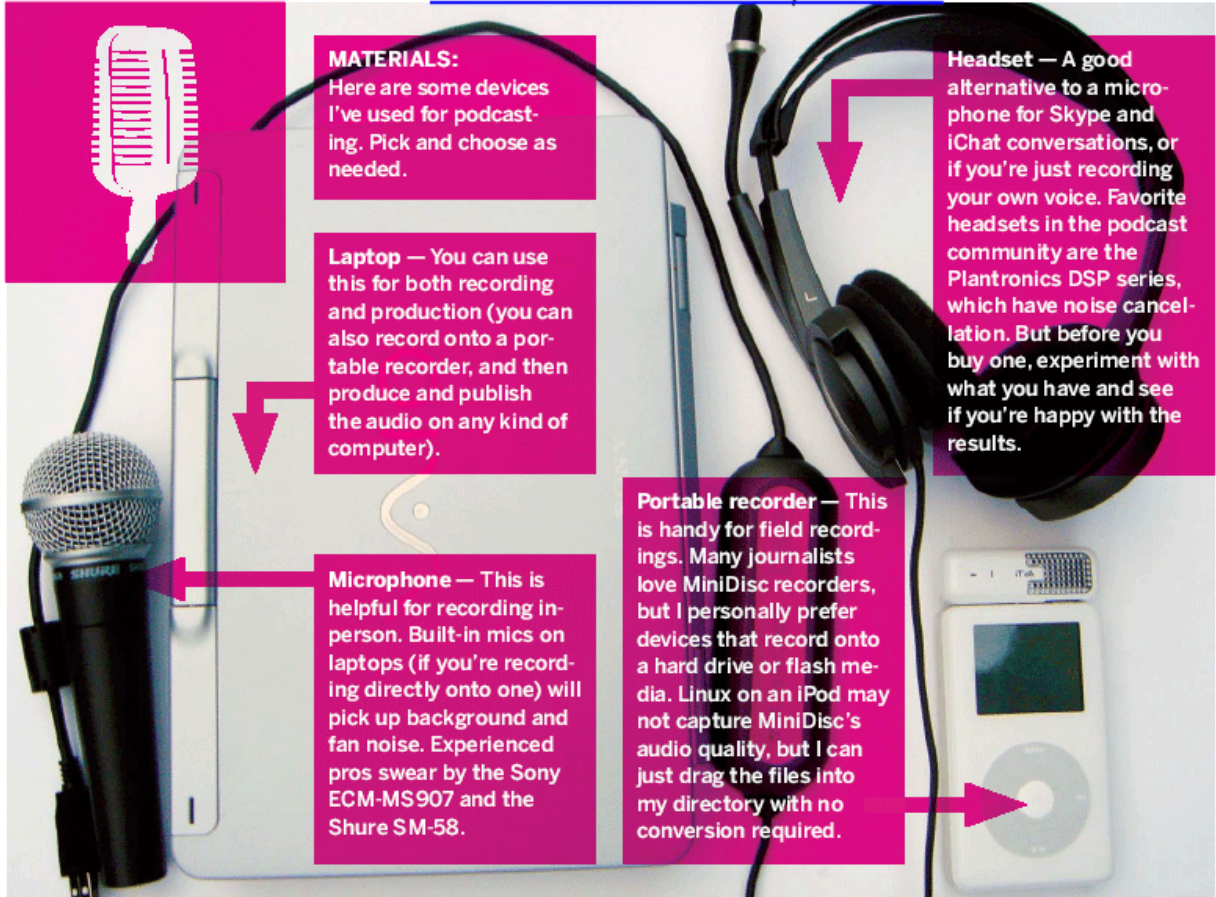 MATERIALS:
Here are some devices
I've used for podcast-
ing. Pick and choose as
needed.
Laptop — You can use
this for both recording
and production (you can
also record onto a por-
table recorder, and then
produce and publish
the audio on any kind of
computer).
Microphone — This is
helpful for recording in-
person. Built-in mics on
laptops (if you're record-
ing directly onto one) will
pick up background and
fan noise. Experienced
pros swear by the Sony
ECM-MS907 and the
Shure SM-58.
Headset — A good
alternative to a micro-
phone for Skype and
iChat conversations, or
if you're just recording
your own voice. Favorite
headsets in the podcast
community are the
Plantronics DSP series,
which have noise cancel-
lation. But before you
buy one, experiment with
what you have and see
if you're happy with the
results.
Portable recorder — This
is handy for field record-
ings. Many journalists
love MiniDisc recorders,
but I personally prefer
devices that record onto
a hard drive or flash me-
dia. Linux on an iPod may
not capture MiniDisc's
audio quality, but I can
just drag the files into
my directory with no
conversion required.
SHURE
iTalk